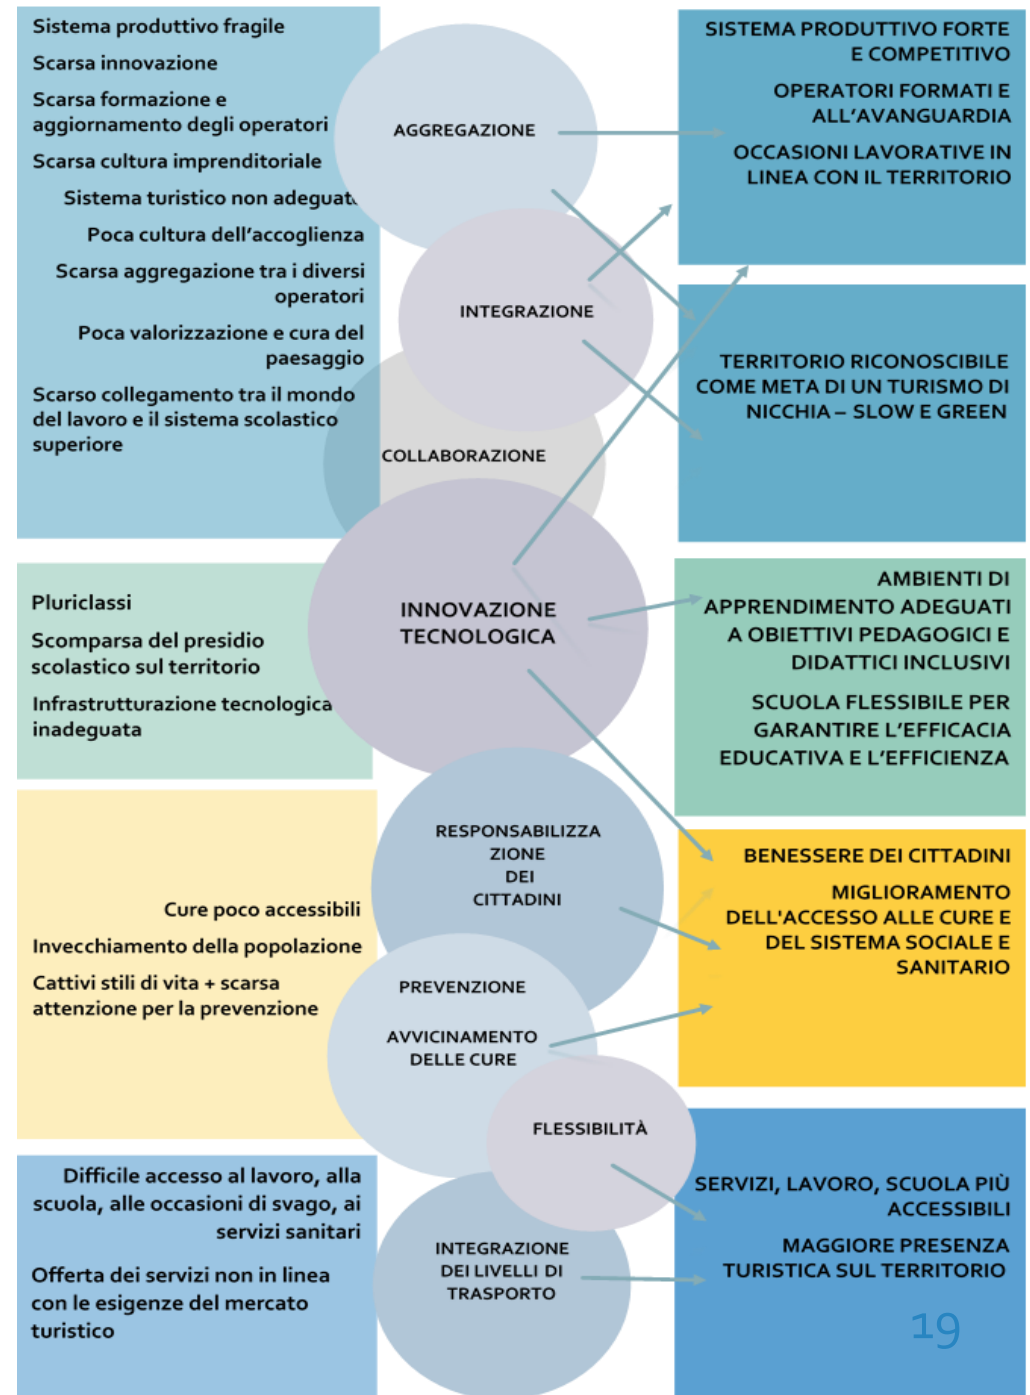 Sistema produttivo fragile
Scarsa innovazione
Scarsa formazione e
aggiornamento degli operatori
Scarsa cultura imprenditoriale
Sistema turistico non adeguat
Poca cultura dell'accoglienza
Scarsa aggregazione tra i diversi
operatori
Poca valorizzazione e cura del
paesaggio
Scarso collegamento tra il mondo
del lavoro e il sistema scolastico
superiore
Pluriclassi
Scomparsa del presidio
scolastico sul territorio
Infrastrutturazione tecnologica
inadeguata
Cure poco accessibili
Invecchiamento della popolazione
Cattivi stili di vita + scarsa
attenzione per la prevenzione
Difficile accesso al lavoro, alla
scuola, alle occasioni di svago, ai
servizi sanitari
Offerta dei servizi non in linea
con le esigenze del mercato
turistico
AGGREGAZIONE
INTEGRAZIONE
COLLABORAZIONE
INNOVAZIONE
TECNOLOGICA
RESPONSABILIZZA
ZIONE
DEI
CITTADINI
PREVENZIONE
AVVICINAMENTO
DELLE CURE
FLESSIBILITÀ
INTEGRAZIONE
DEI LIVELLI DI
TRASPORTO
SISTEMA PRODUTTIVO FORTE
E COMPETITIVO
OPERATORI FORMATI E
ALL'AVANGUARDIA
OCCASIONI LAVORATIVE IN
LINEA CON IL TERRITORIO
TERRITORIO RICONOSCIBILE
COME META DI UN TURISMO DI
NICCHIA – SLOW E GREEN
AMBIENTI DI
APPRENDIMENTO ADEGUATI
A OBIETTIVI PEDAGOGICI E
DIDATTICI INCLUSIVI
SCUOLA FLESSIBILE PER
GARANTIRE L'EFFICACIA
EDUCATIVA E L'EFFICIENZA
BENESSERE DEI CITTADINI
MIGLIORAMENTO
DELL'ACCESSO ALLE CURE E
DEL SISTEMA SOCIALE E
SANITARIO
SERVIZI, LAVORO, SCUOLA PIÙ
ACCESSIBILI
MAGGIORE PRESENZA
TURISTICA SUL TERRITORIO
19